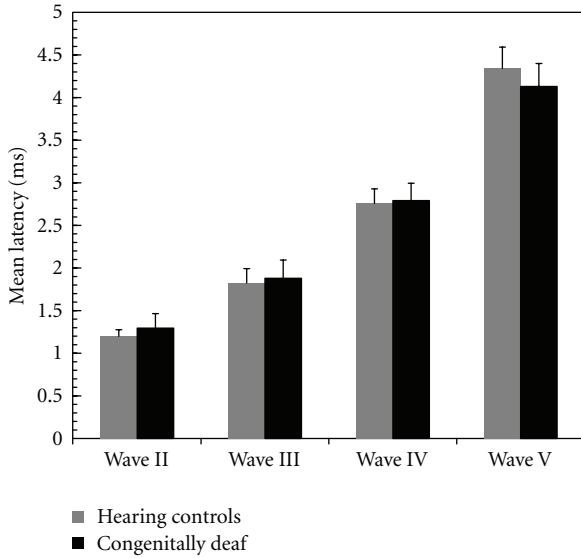 5
4.5
4
3.5
3
2.5
2
1.5
1
0.5
0
Mean latency (ms)
Wave II Wave III Wave IV Wave V
Hearing controls
Congenitally deaf